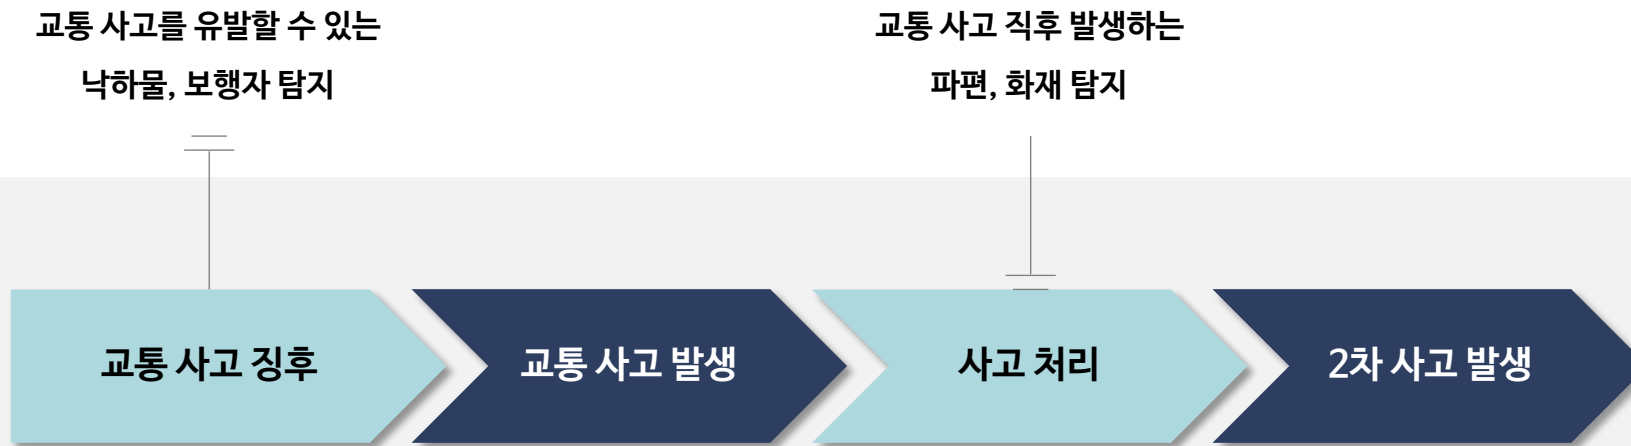 교통 사고를 유발할 수 있는
낙하물, 보행자 탐지
교통 사고 직후 발생하는
파편, 화재 탐지
교통 사고 징후
교통 사고 발생
사고 처리
2차 사고 발생